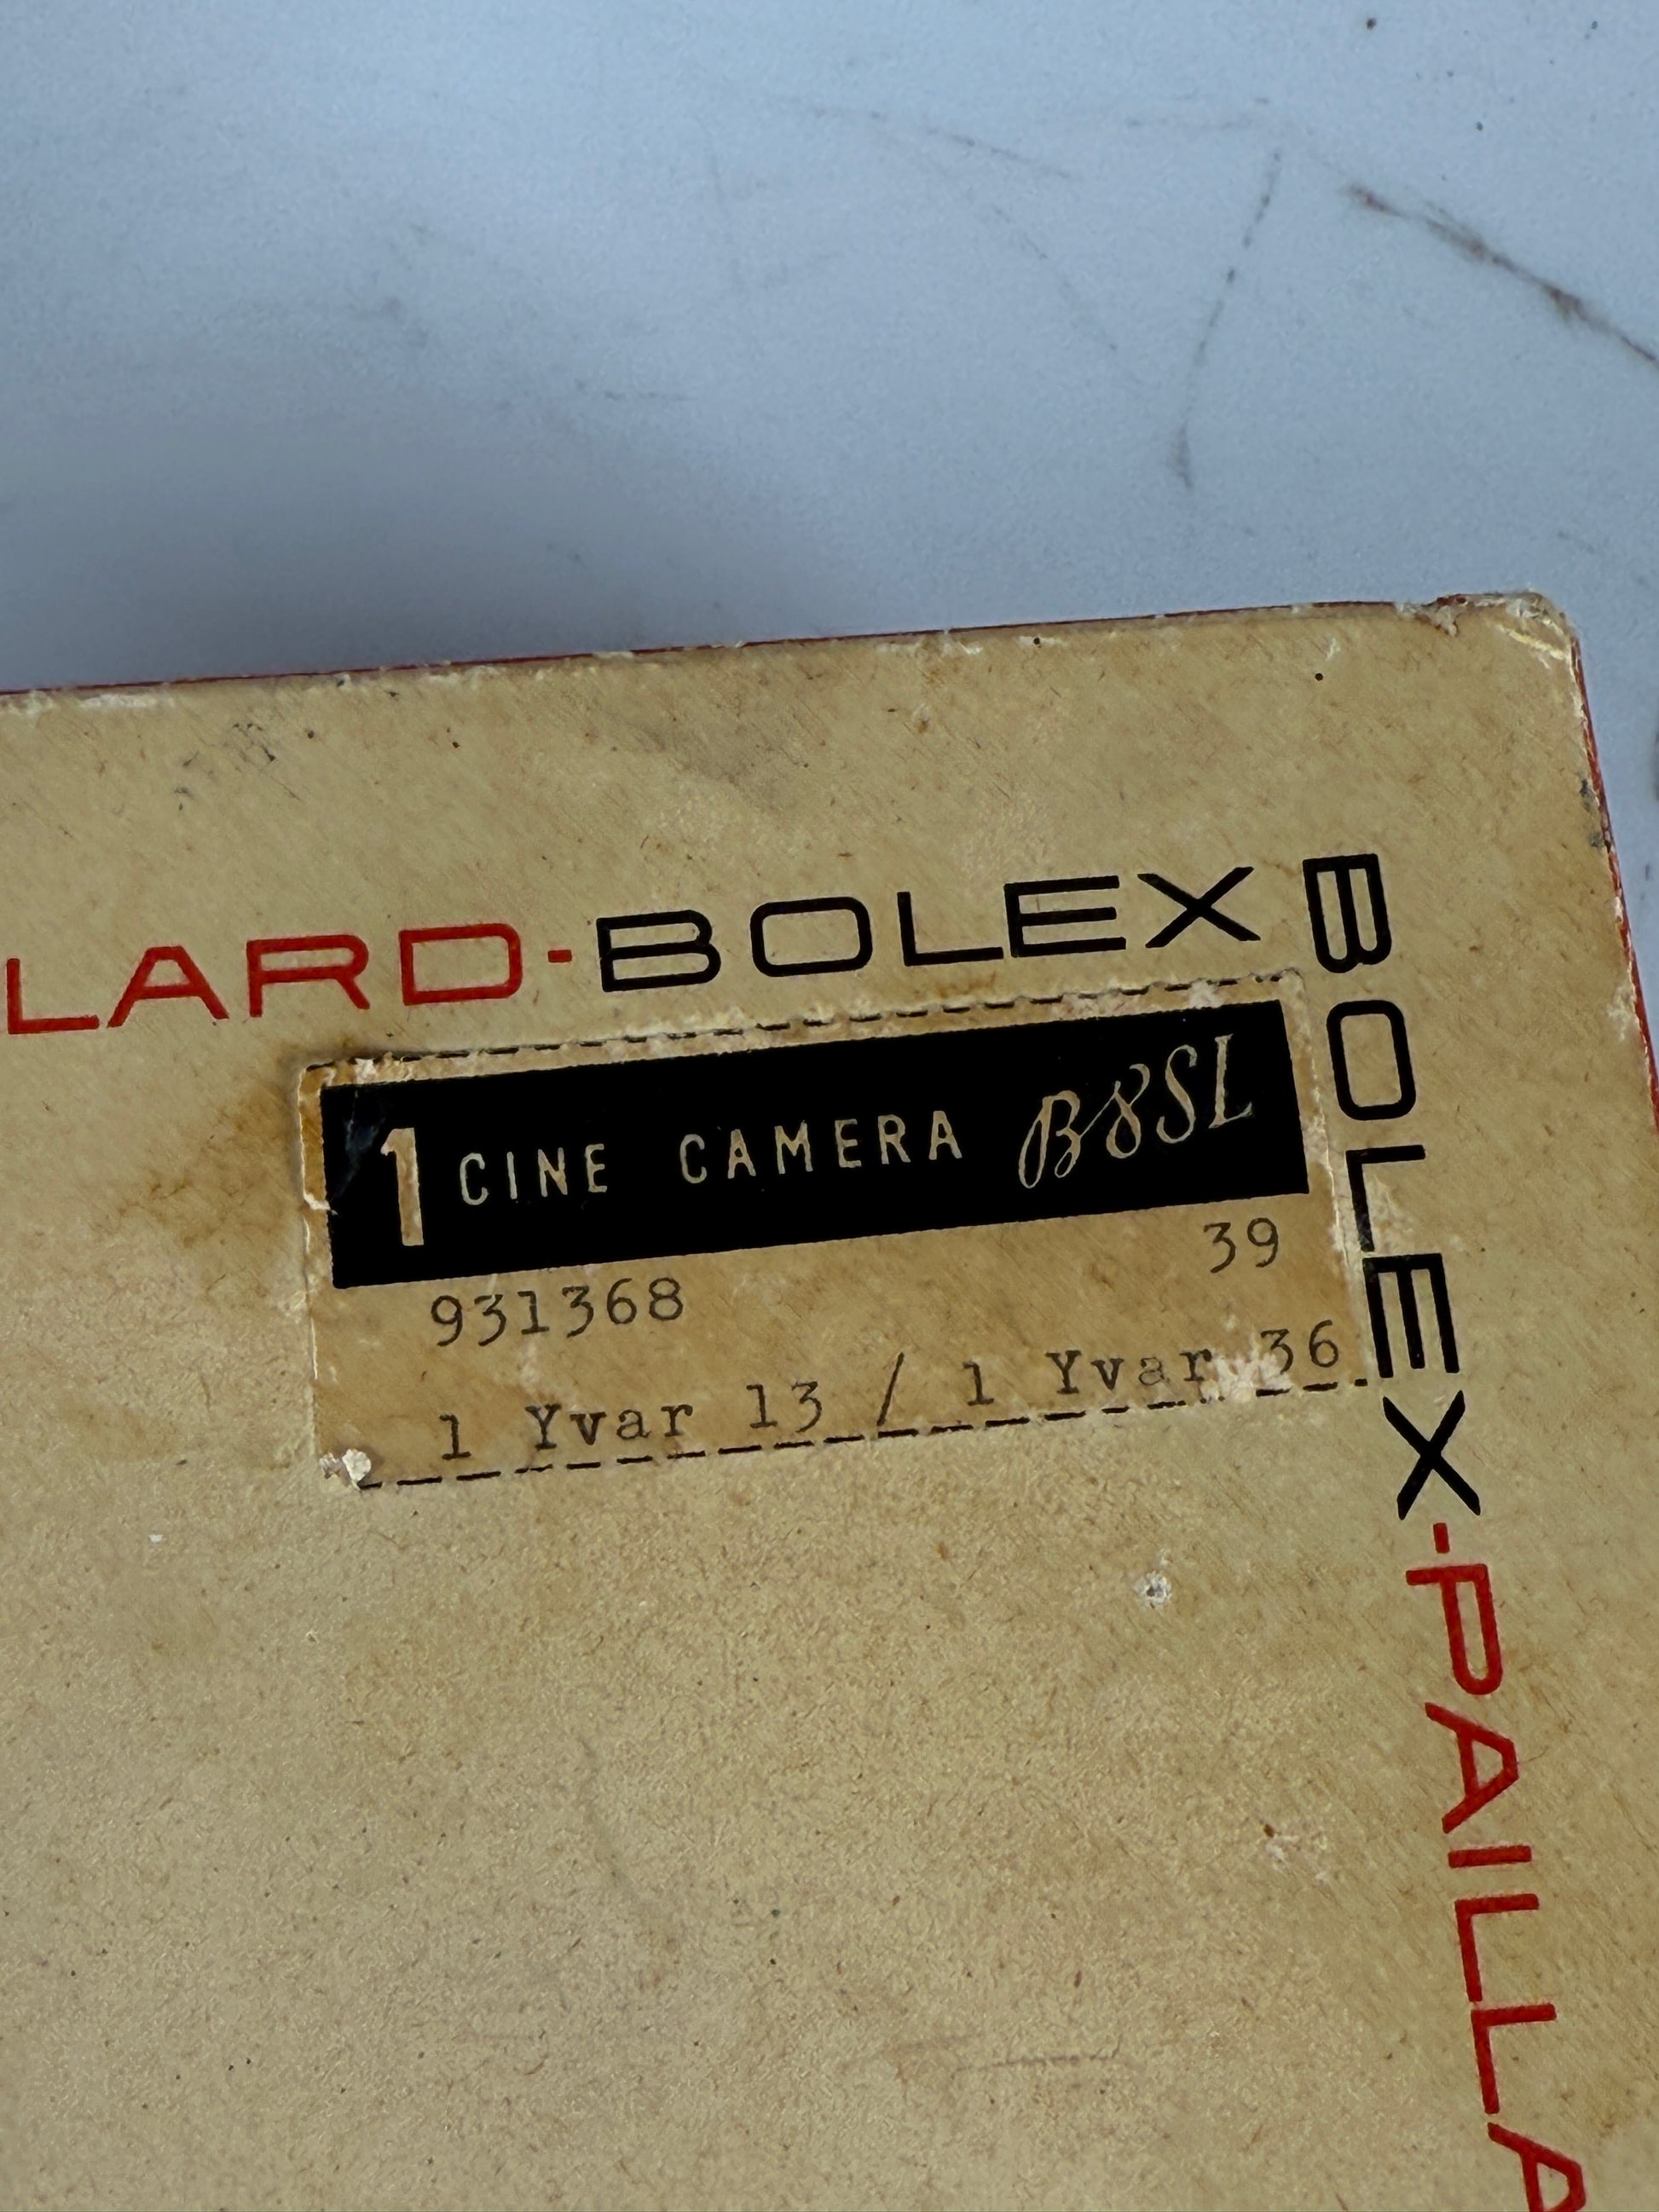 LARD-BOLEX
BOLEX-PAILLA
1 CINE CAMERA B8SL
931368 39
1 Yvar 13 / 1 Yvar 36